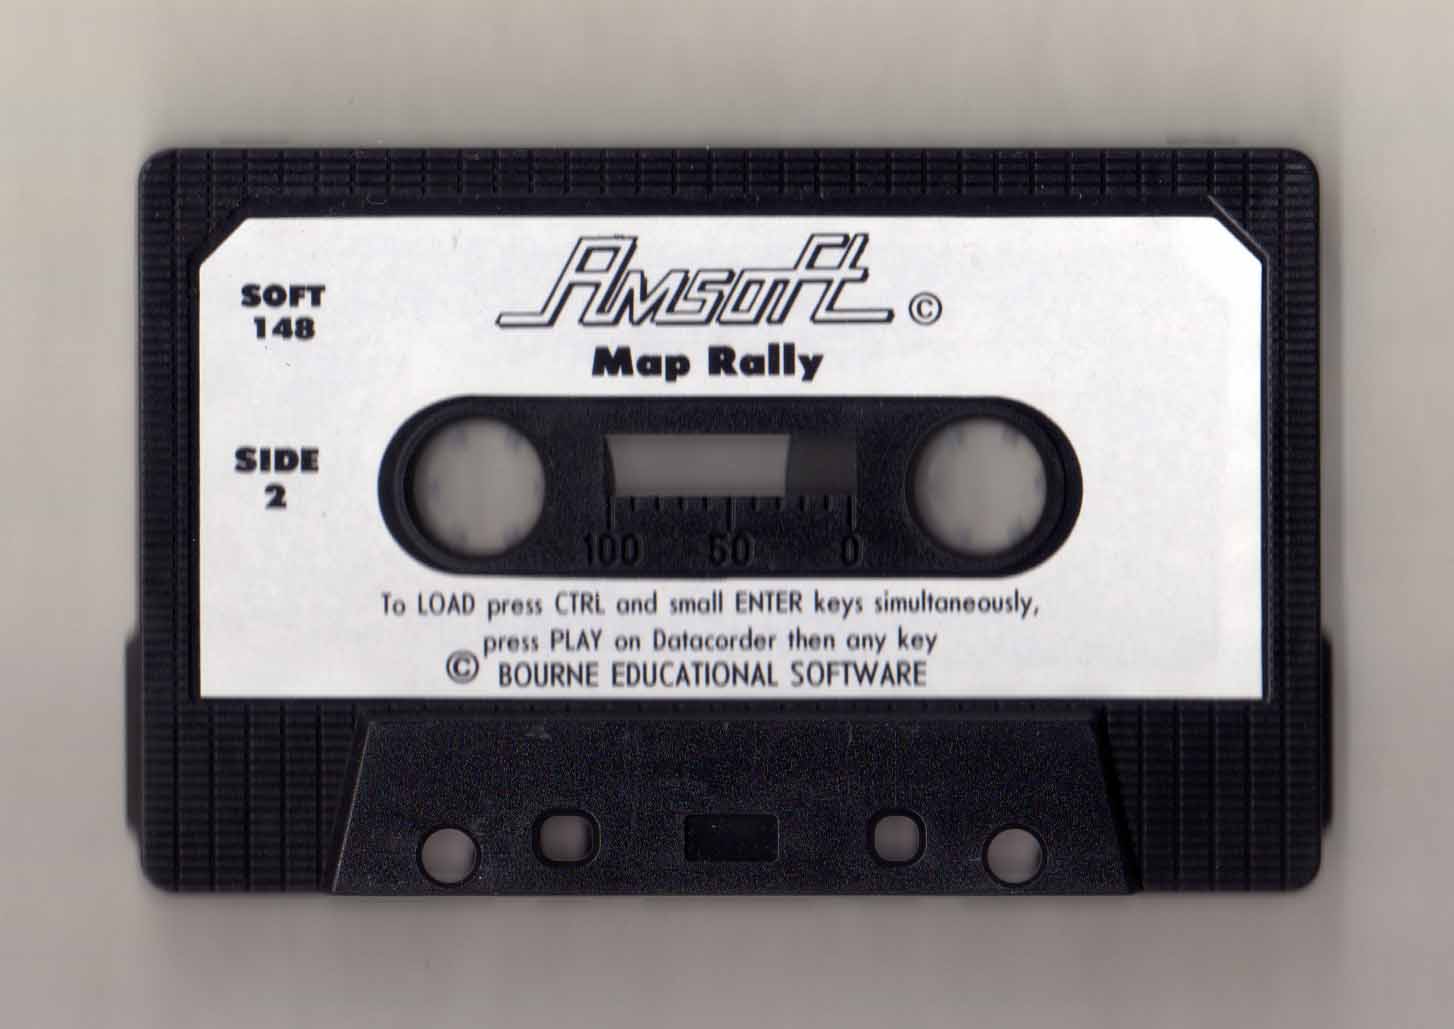 Amsoft ©
Map Rally
SOFT
148
SIDE
2
100 50 0
To LOAD press CTRL and small ENTER keys simultaneously,
press PLAY on Datacorder then any key
© BOURNE EDUCATIONAL SOFTWARE